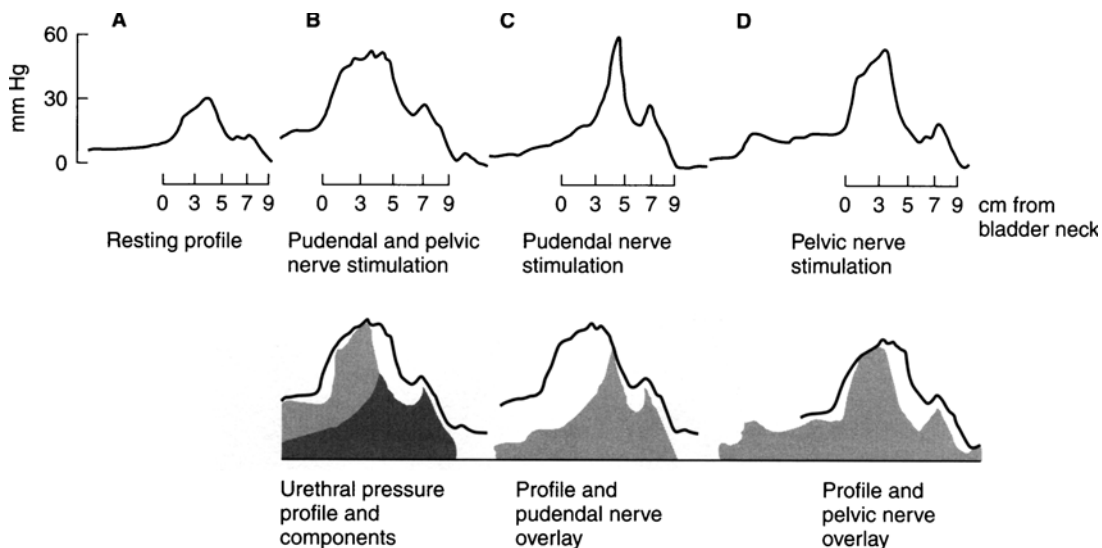 A
B
C
D
60
30
0
mm Hg
0 3 5 7 9
0 3 5 7 9
0 3 5 7 9
0 3 5 7 9
cm from
bladder neck
Resting profile
Pudendal and pelvic
nerve stimulation
Pudendal nerve
stimulation
Pelvic nerve
stimulation
Urethral pressure
profile and
components
Profile and
pudendal nerve
overlay
Profile and
pelvic nerve
overlay